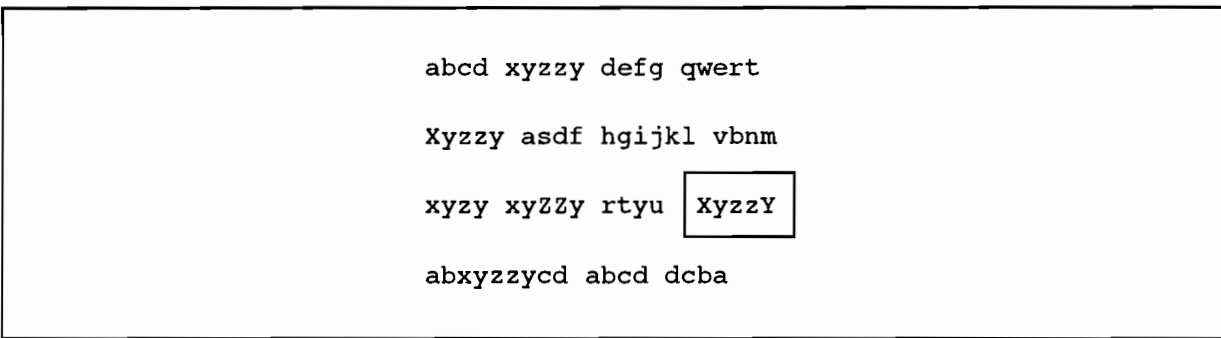 abcd xyzzy defg qwert
Xyzzy asdf hgijkl vbnm
xyzy xyZZy rtyu XyzzY
abxyzzycd abcd dcba